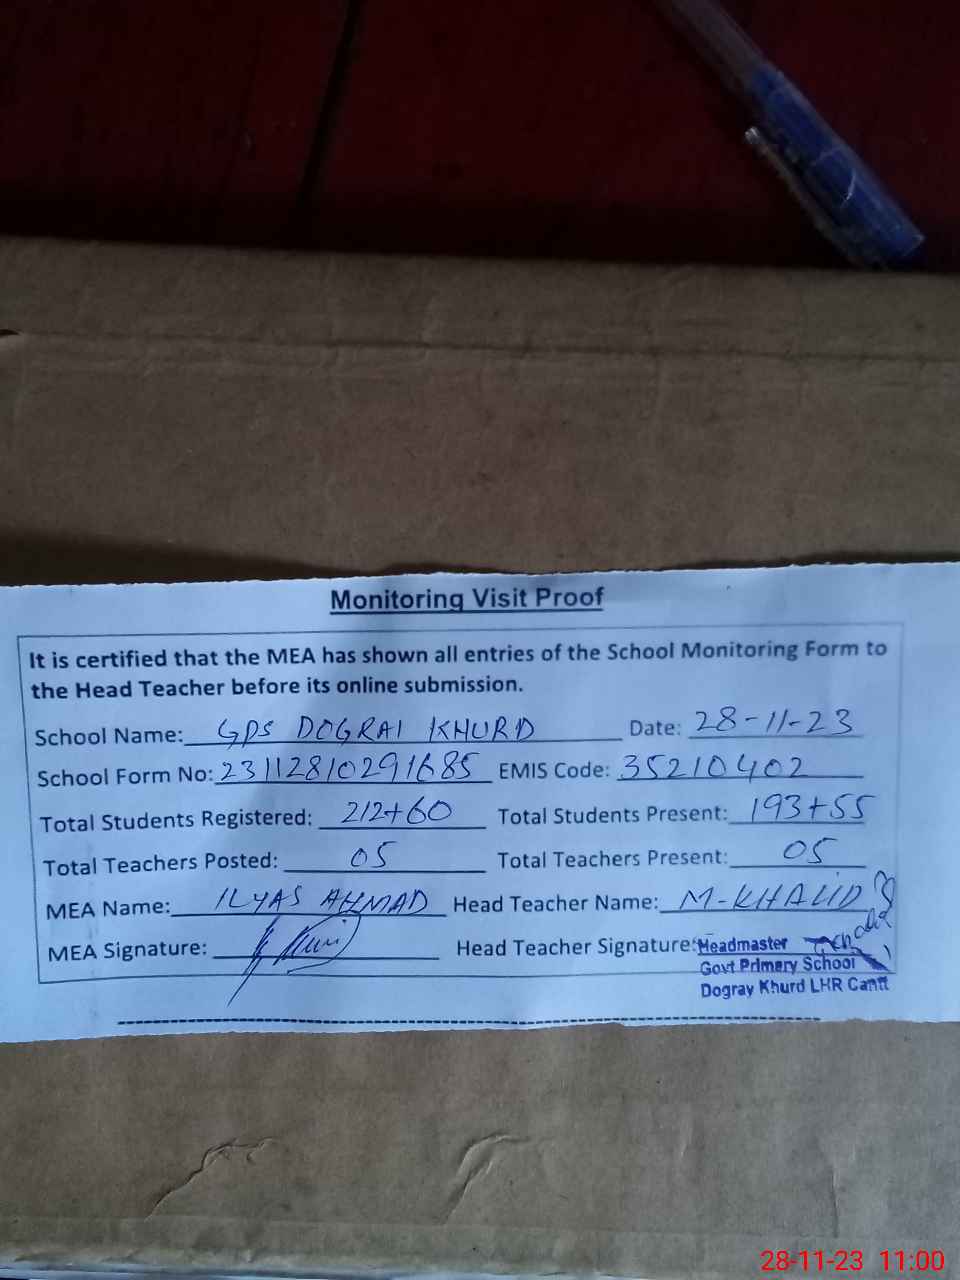 Monitoring Visit Proof
It is certified that the MEA has shown all entries of the School Monitoring Form to
the Head Teacher before its online submission.
School Name: GPS DOGRAI KHURD Date: 28-11-23
School Form No: 23112810291685 EMIS Code: 35210402
Total Students Registered: 212+60 Total Students Present: 193+55
Total Teachers Posted: 05 Total Teachers Present: 05
MEA Name: ILYAS AHMAD Head Teacher Name: M-KHALID
MEA Signature: Head Teacher Signature: Headmaster
Govt Primary School
Dogray Khurd LHR Cantt
28-11-23 11:00